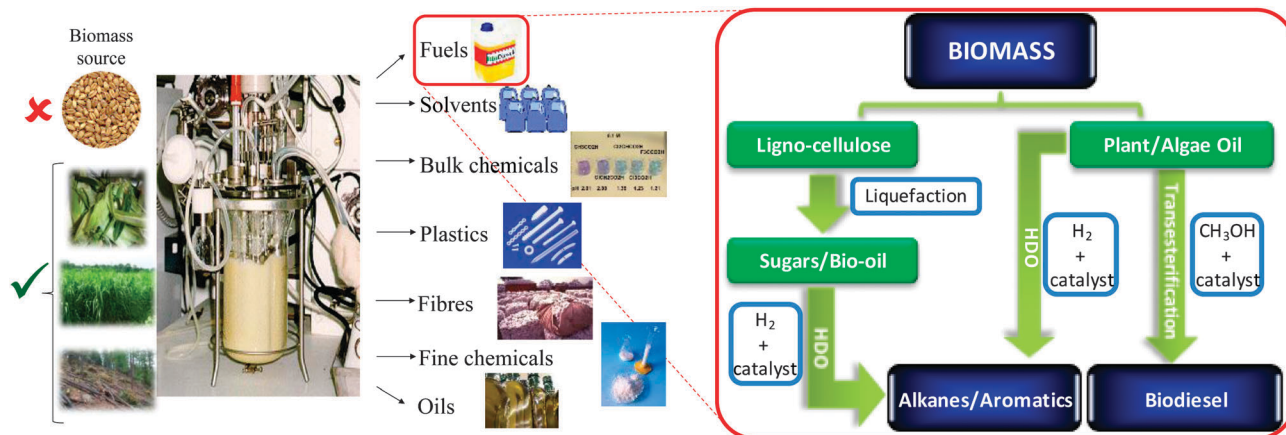 Biomass
source
Fuels
Solvents
Bulk chemicals
Plastics
Fibres
Fine chemicals
Oils
BIOMASS
Ligno-cellulose
Plant/Algae Oil
Liquefaction
HDO
H₂
+
catalyst
Transesterification
CH₃OH
+
catalyst
Sugars/Bio-oil
H₂
+
catalyst
HDO
Alkanes/Aromatics
Biodiesel